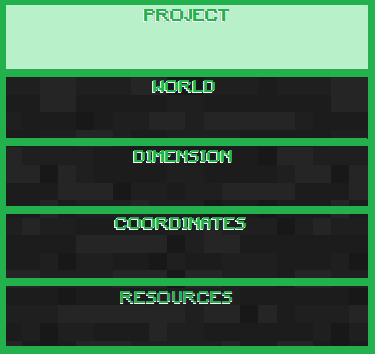 PROJECT
WORLD
DIMENSION
COORDINATES
RESOURCES